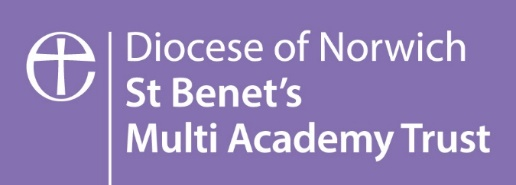 Diocese of Norwich
St Benet's
Multi Academy Trust